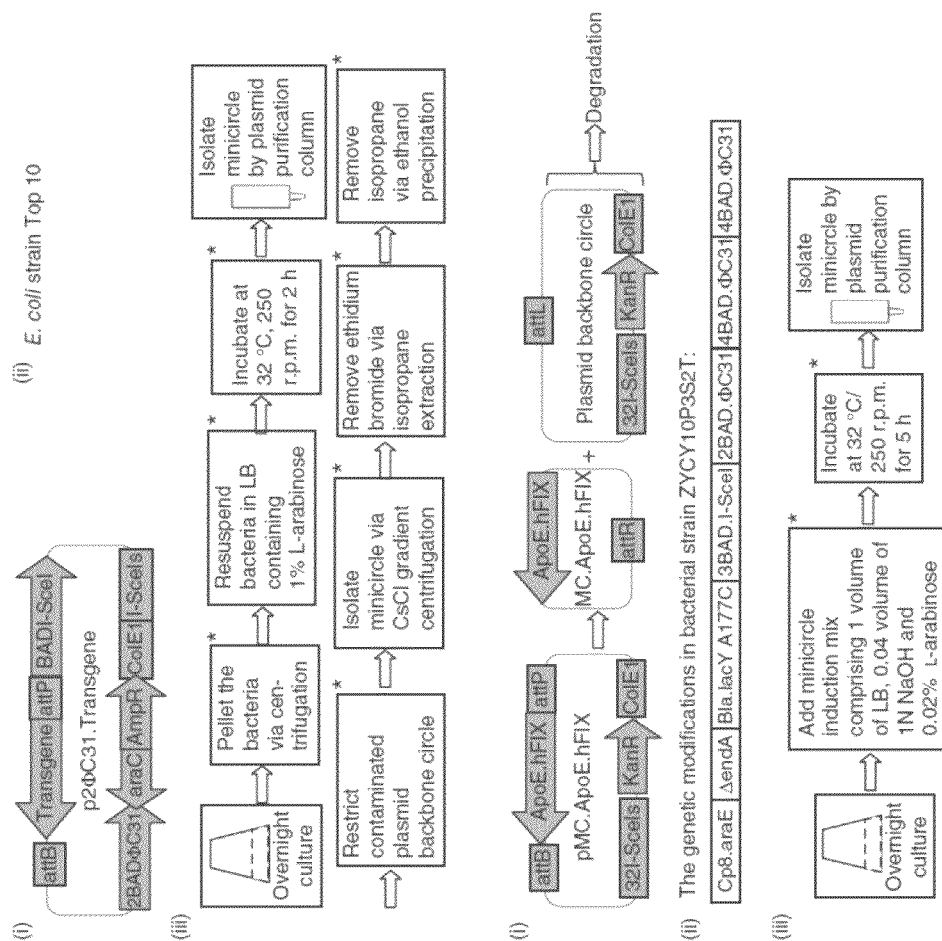 (i)
attB
Transgene
attP
BADI-SceI
p2ΦC31.Transgene
2BADΦC31
araC
AmpR
ColE1
I-SceIs
(ii)
E. coli strain Top 10
(iii)
Overnight
culture
Pellet the
bacteria
via cen-
trifugation
*
Resuspend
bacteria in LB
containing
1% L-arabinose
*
Incubate at
32 °C, 250
r.p.m. for 2 h
*
Isolate
minicircle
by plasmid
purification
column
Restrict
contaminated
plasmid
backbone circle
*
Isolate
minicircle via
CsCl gradient
centrifugation
*
Remove ethidium
bromide via
isopropane
extraction
*
Remove
isopropane
via ethanol
precipitation
*
(i)
attB
ApoE.hFIX
attP
pMC.ApoE.hFIX
32I-SceIs
KanR
ColE1
ApoE.hFIX
MC.ApoE.hFIX
attR
+
attL
Plasmid backbone circle
32I-SceIs
KanR
ColE1
Degradation
(ii)
The genetic modifications in bacterial strain ZYCY10P3S2T:
Cp8.araE
ΔendA
Bla.lacY A177C
3BAD.I-SceI
2BAD.ΦC31
4BAD.ΦC31
4BAD.ΦC31
(iii)
Overnight
culture
Add minicircle
induction mix
comprising 1 volume
of LB, 0.04 volume of
1N NaOH and
0.02% L-arabinose
*
Incubate
at 32 °C/
250 r.p.m.
for 5 h
*
Isolate
minicrcle by
plasmid
purification
column